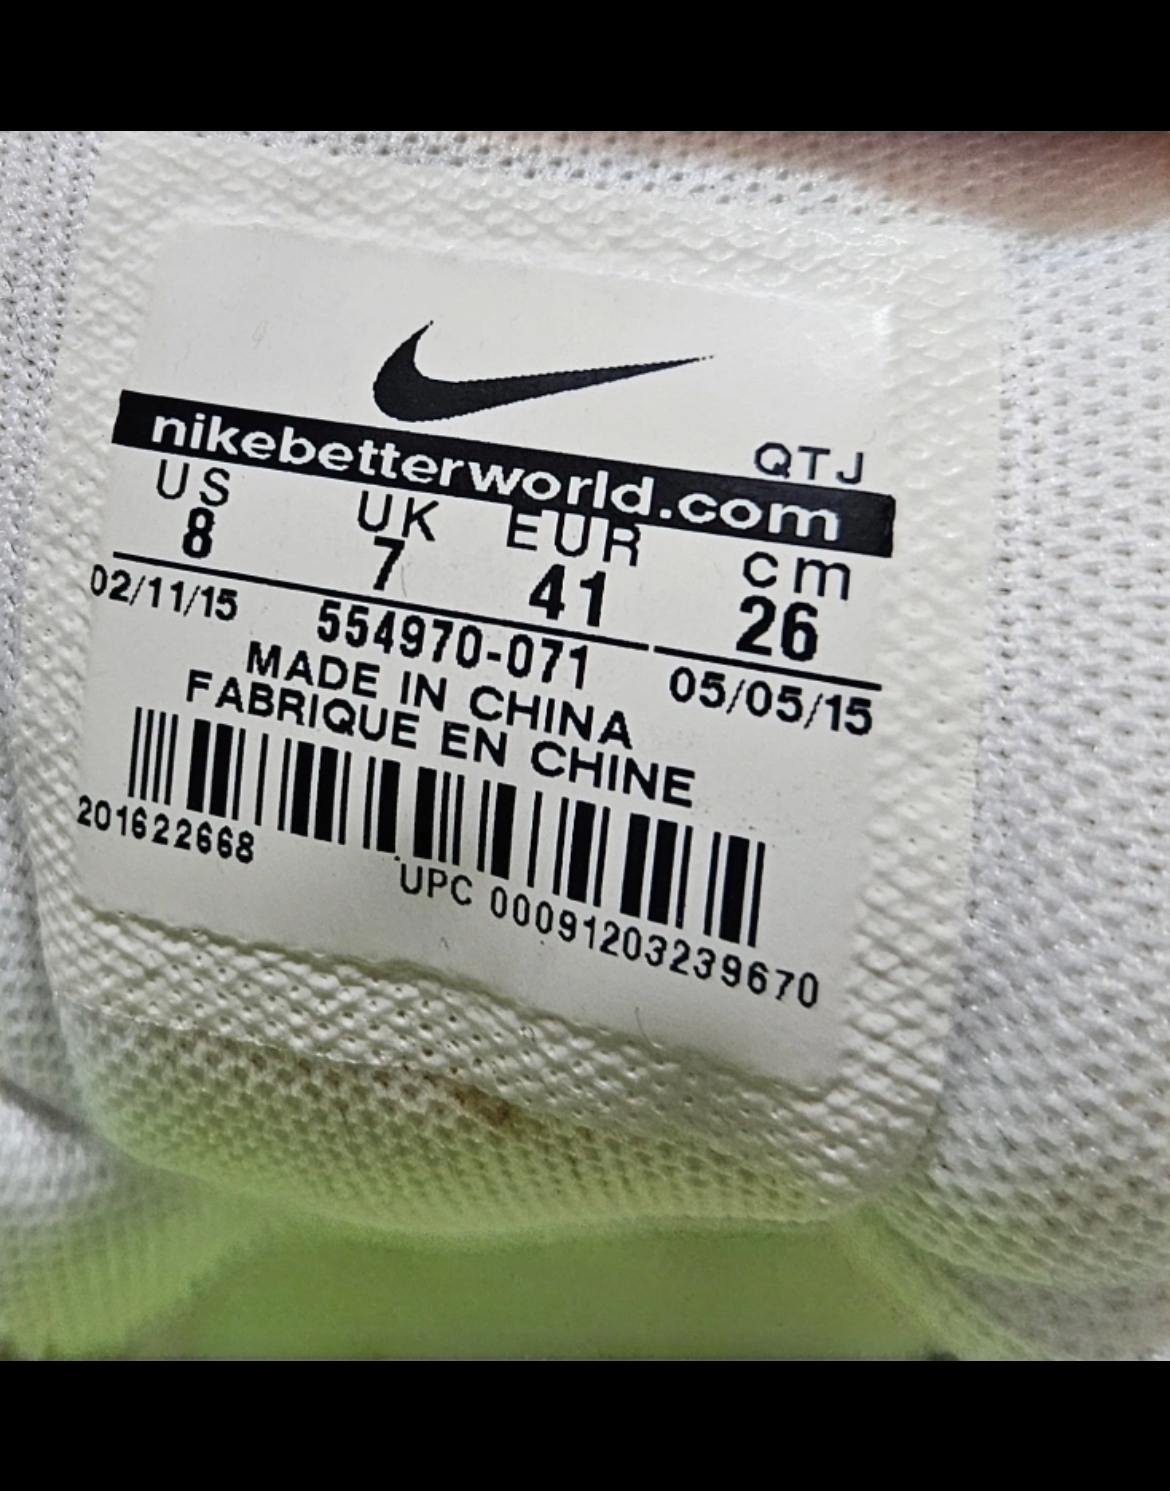 QTJ
nikebetterworld.com
US UK EUR cm
8 7 41 26
02/11/15 554970-071 05/05/15
MADE IN CHINA
FABRIQUE EN CHINE
201622668
UPC 00091203239670